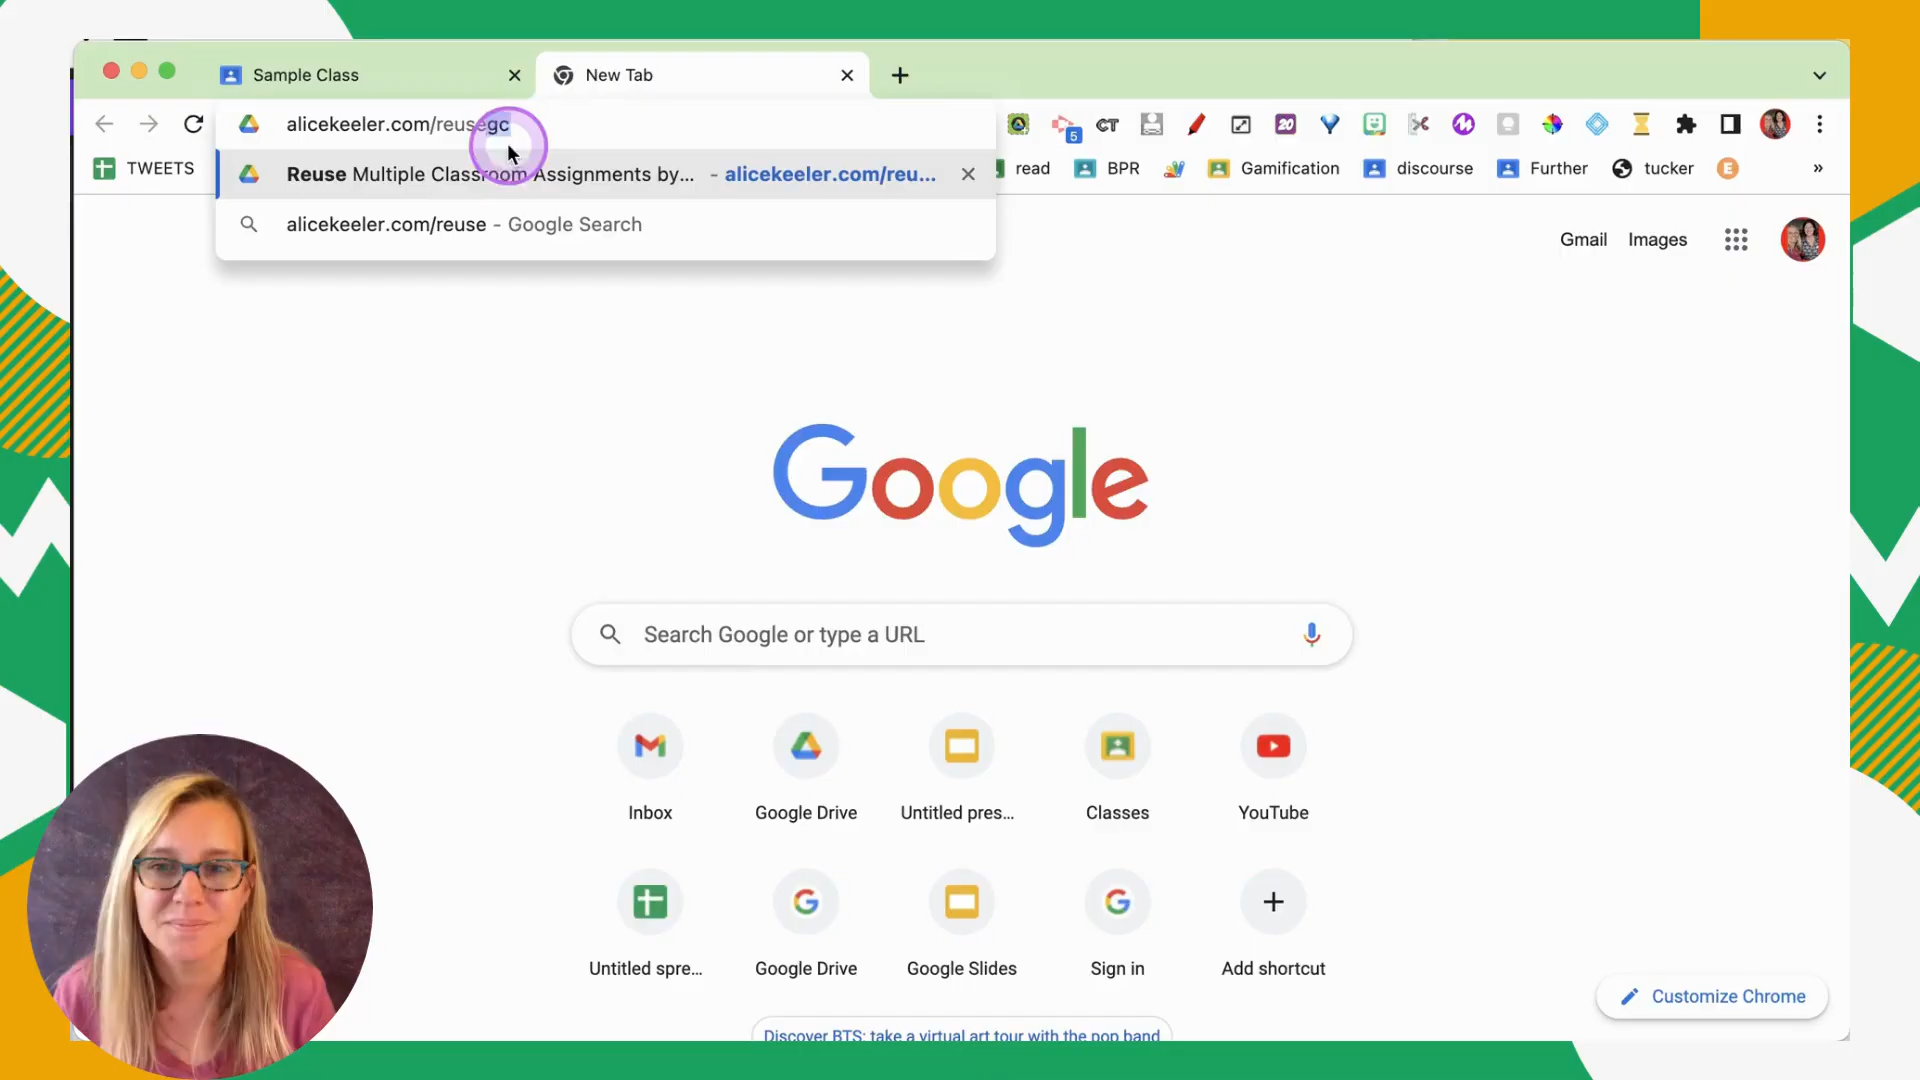 Sample Class
New Tab
alicekeeler.com/reusegc
5
CT
20
TWEETS
Reuse Multiple Classroom Assignments by... - alicekeeler.com/reu...
read
BPR
Gamification
discourse
Further
tucker
E
»
alicekeeler.com/reuse - Google Search
Gmail
Images
Google
Search Google or type a URL
Inbox
Google Drive
Untitled pres...
Classes
YouTube
Untitled spre...
Google Drive
Google Slides
Sign in
Add shortcut
Customize Chrome
Discover BTS: take a virtual art tour with the pop band